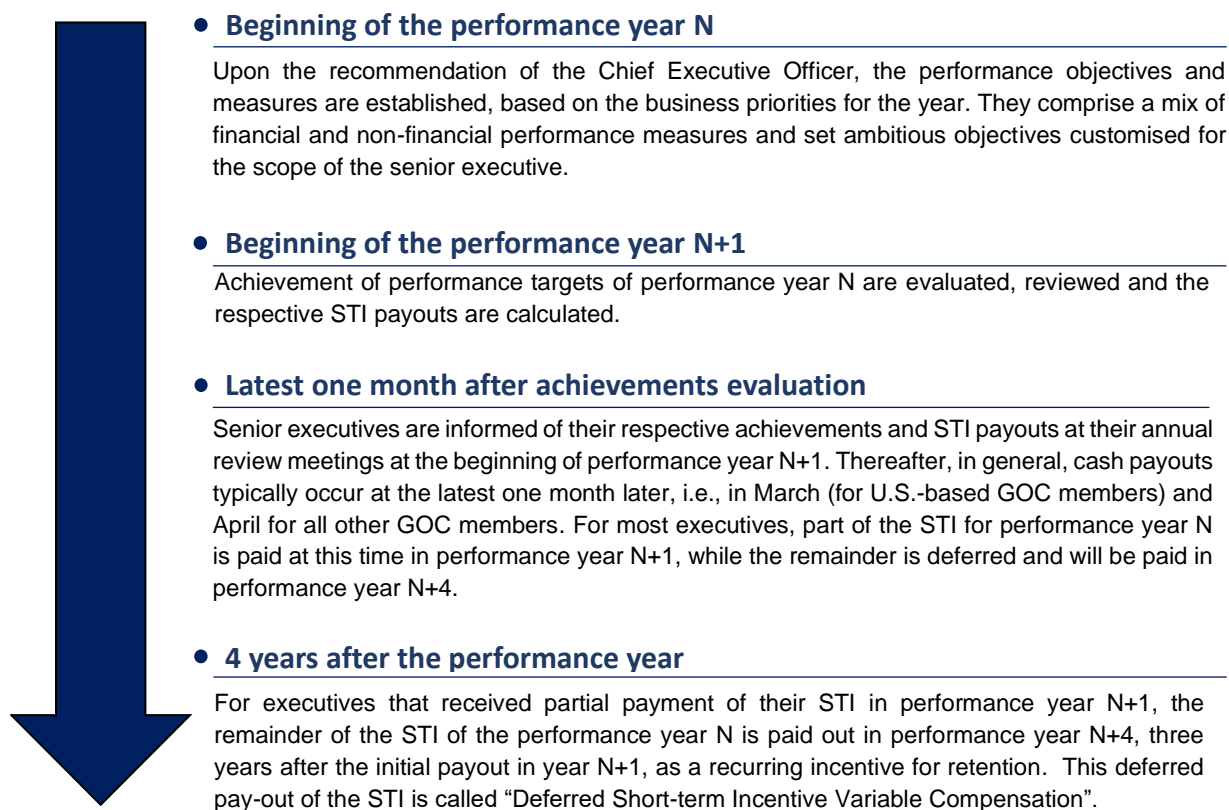 • Beginning of the performance year N
Upon the recommendation of the Chief Executive Officer, the performance objectives and
measures are established, based on the business priorities for the year. They comprise a mix of
financial and non-financial performance measures and set ambitious objectives customised for
the scope of the senior executive.
• Beginning of the performance year N+1
Achievement of performance targets of performance year N are evaluated, reviewed and the
respective STI payouts are calculated.
• Latest one month after achievements evaluation
Senior executives are informed of their respective achievements and STI payouts at their annual
review meetings at the beginning of performance year N+1. Thereafter, in general, cash payouts
typically occur at the latest one month later, i.e., in March (for U.S.-based GOC members) and
April for all other GOC members. For most executives, part of the STI for performance year N
is paid at this time in performance year N+1, while the remainder is deferred and will be paid in
performance year N+4.
• 4 years after the performance year
For executives that received partial payment of their STI in performance year N+1, the
remainder of the STI of the performance year N is paid out in performance year N+4, three
years after the initial payout in year N+1, as a recurring incentive for retention. This deferred
pay-out of the STI is called “Deferred Short-term Incentive Variable Compensation”.